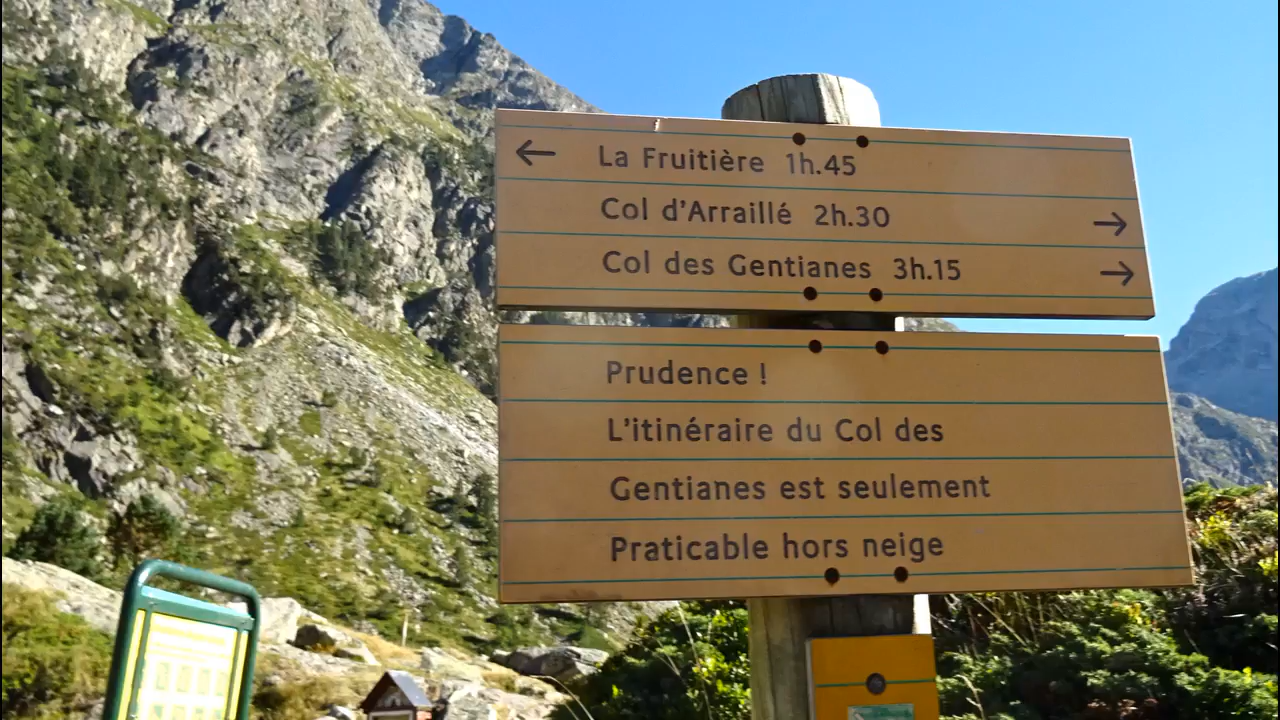 ← La Fruitière 1h.45
Col d'Arraillé 2h.30 →
Col des Gentianes 3h.15 →
Prudence !
L'itinéraire du Col des
Gentianes est seulement
Praticable hors neige